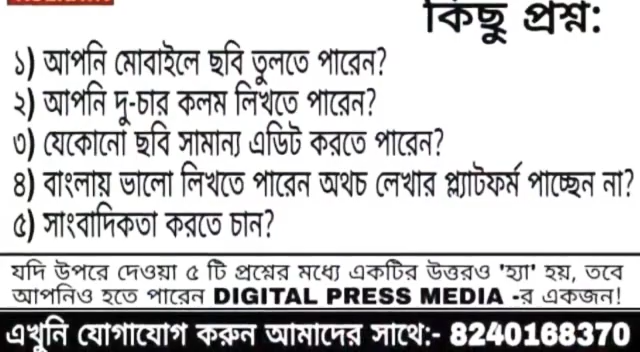 কিছু প্রশ্ন:
১) আপনি মোবাইলে ছবি তুলতে পারেন?
২) আপনি দু-চার কলম লিখতে পারেন?
৩) যেকোনো ছবি সামান্য এডিট করতে পারেন?
৪) বাংলায় ভালো লিখতে পারেন অথচ লেখার প্ল্যাটফর্ম পাচ্ছেন না?
৫) সাংবাদিকতা করতে চান?
যদি উপরে দেওয়া ৫ টি প্রশ্নের মধ্যে একটির উত্তরও 'হ্যা' হয়, তবে
আপনিও হতে পারেন DIGITAL PRESS MEDIA -র একজন!
এখুনি যোগাযোগ করুন আমাদের সাথে:- 8240168370